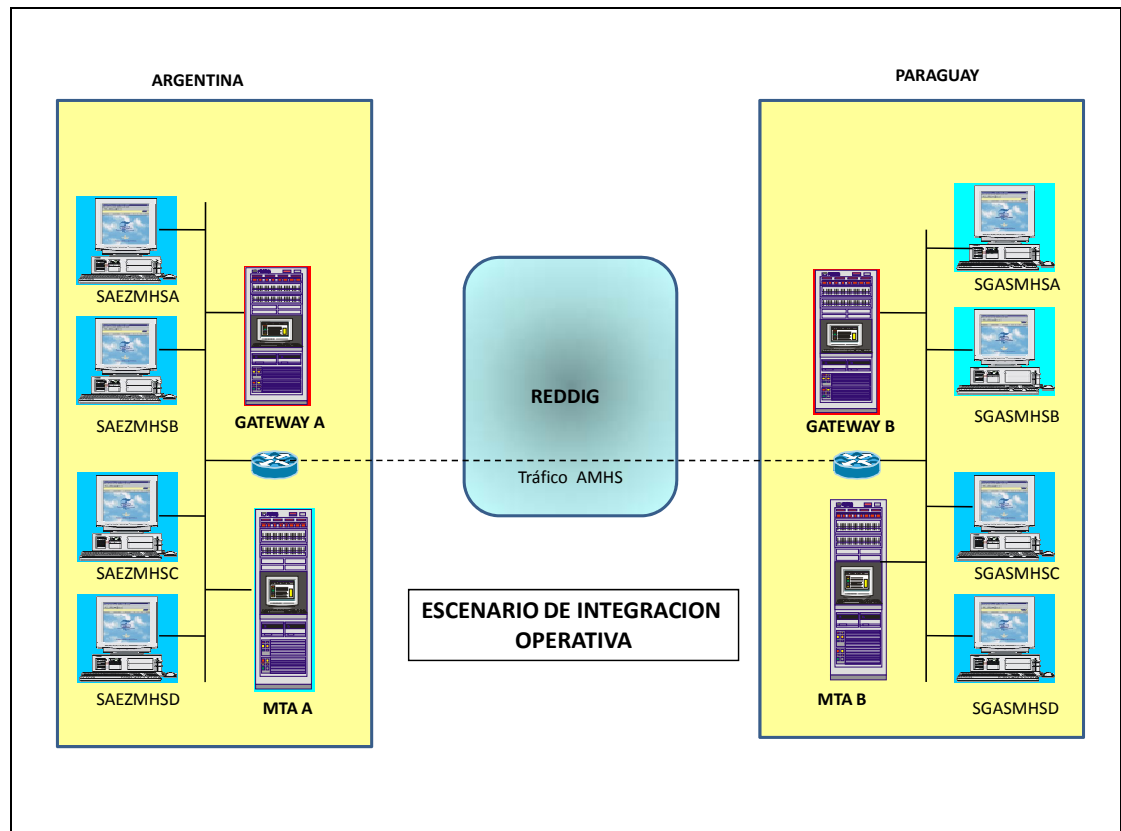 ARGENTINA
SAEZMHSA
SAEZMHSB
GATEWAY A
SAEZMHSC
SAEZMHSD
MTA A
REDDIG
Tráfico AMHS
ESCENARIO DE INTEGRACION
OPERATIVA
PARAGUAY
SGASMHSA
GATEWAY B
SGASMHSB
SGASMHSC
MTA B
SGASMHSD